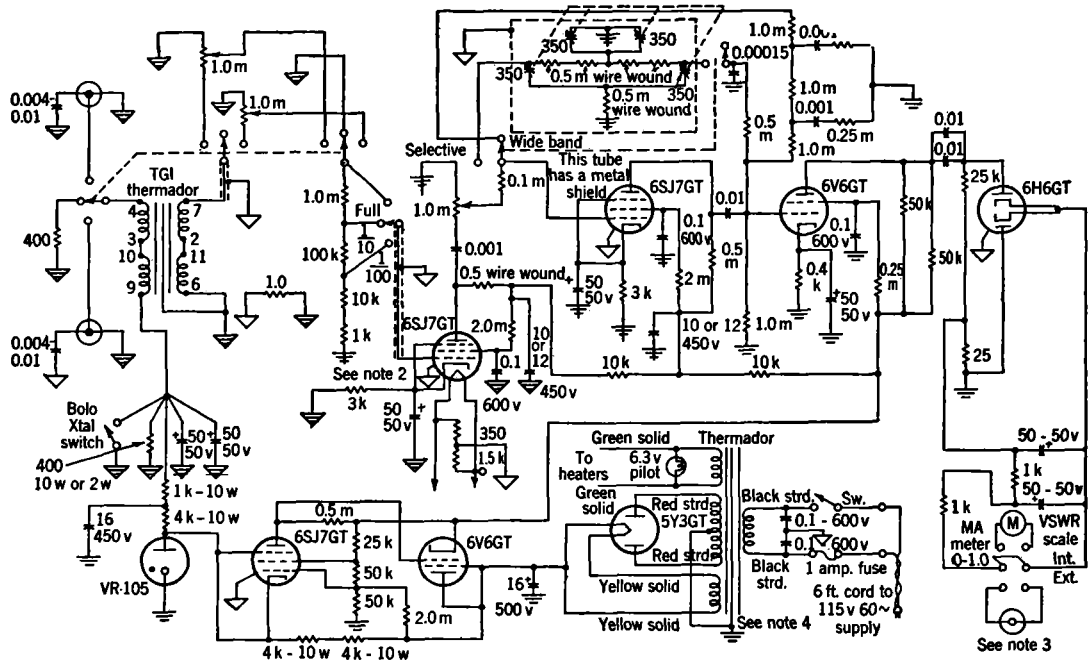 1.0 m
0.001
350
350
0.00015
1.0 m
350
0.5 m wire wound
350
0.5 m
wire wound
1.0 m
0.004-
0.01
1.0 m
0.001
0.25 m
0.5
m
1.0 m
0.01
0.01
Wide band
Selective
This tube
has a metal
shield
6SJ7GT
6V6GT
6H6GT
0.1 m
TGI
thermador
4
7
3
2
10
11
9
6
400
1.0 m
Full
1
10
1
100
100 k
10 k
1 k
1.0 m
0.001
0.5 wire wound
0.01
0.1
600 v
0.1
600 v
50 k
25 k
50 k
0.5
m
2 m
3 k
50
50 v
0.4
k
50
50 v
0.25
m
1.0
6SJ7GT
2.0 m
10
or
12
450 v
0.1
600 v
10 or
450 v
12
1.0 m
25
10 k
10 k
0.004
0.01
See note 2
3 k
50
50 v
350
1.5 k
Bolo
Xtal
switch
50
50 v
50
50 v
400
10 w or 2 w
1 k - 10 w
4 k - 10 w
16
450 v
VR-105
Green solid
Thermador
To
heaters
6.3 v
pilot
Green
solid
Red strd.
5Y3GT
Red strd.
Black strd.
Sw.
0.1 - 600 v
0.1
600 v
Black
strd.
1 amp. fuse
Yellow solid
Yellow solid
6 ft. cord to
115 v 60~
supply
See note 4
0.5 m
6SJ7GT
25 k
50 k
50 k
6V6GT
2.0 m
16
500 v
4 k - 10 w
4 k - 10 w
50 - 50 v
1 k
50 - 50 v
1 k
MA
meter
0-1.0
M
VSWR
scale
Int.
Ext.
See note 3